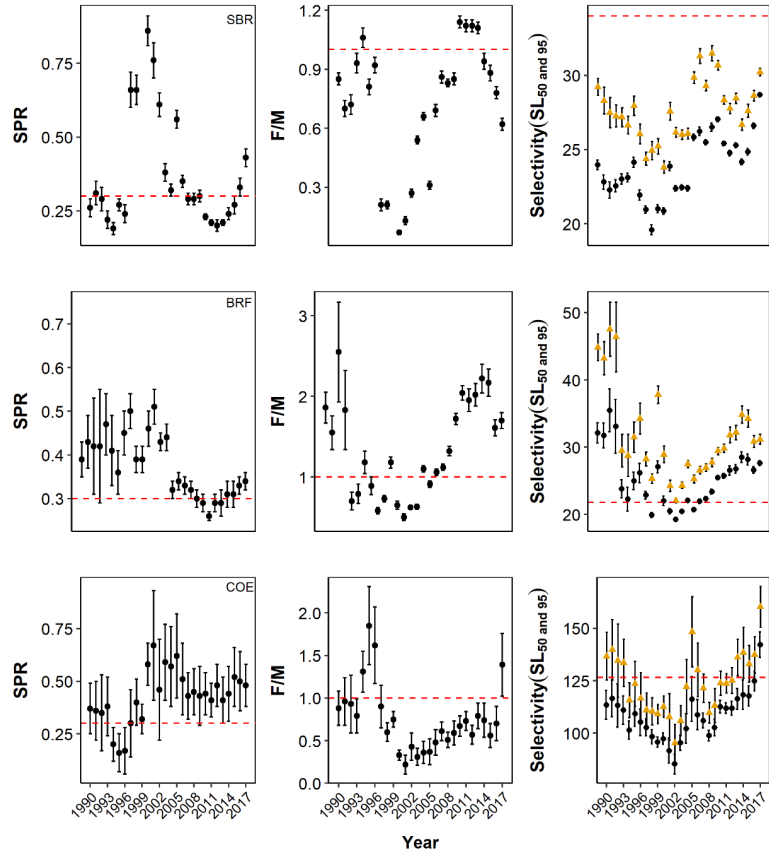 SBR
SPR
0.75
0.50
0.25
F/M
1.2
0.9
0.6
0.3
Selectivity(SL50 and 95)
30
25
20
BRF
SPR
0.7
0.6
0.5
0.4
0.3
F/M
3
2
1
Selectivity(SL50 and 95)
50
40
30
20
COE
SPR
0.75
0.50
0.25
F/M
2.0
1.5
1.0
0.5
0.0
Selectivity(SL50 and 95)
150
125
100
1990 1993 1996 1999 2002 2005 2008 2011 2014 2017
1990 1993 1996 1999 2002 2005 2008 2011 2014 2017
1990 1993 1996 1999 2002 2005 2008 2011 2014 2017
Year